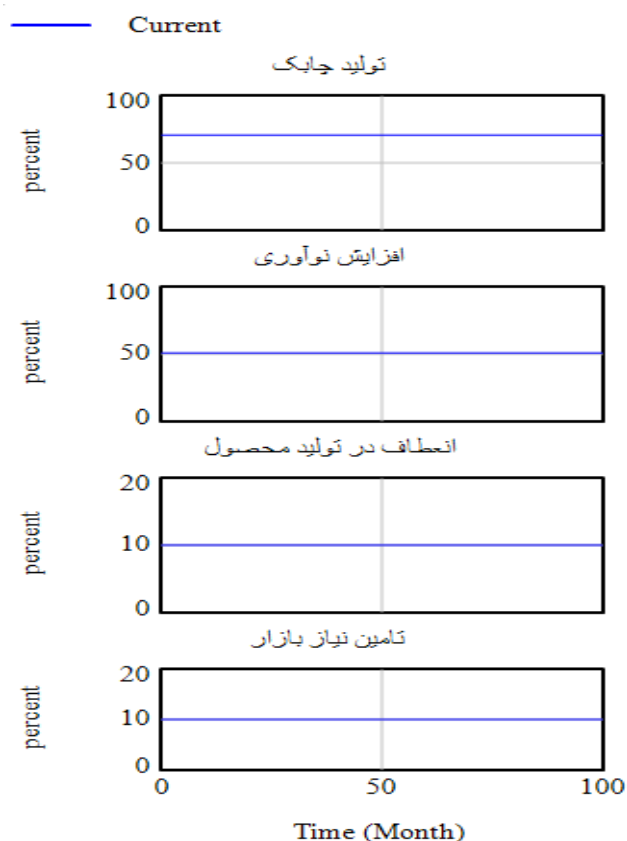 Current
تولید چابک
100
percent
50
0
افزایش نوآوری
100
percent
50
0
انعطاف در تولید محصول
20
percent
10
0
تامین نیاز بازار
20
percent
10
0
0 50 100
Time (Month)